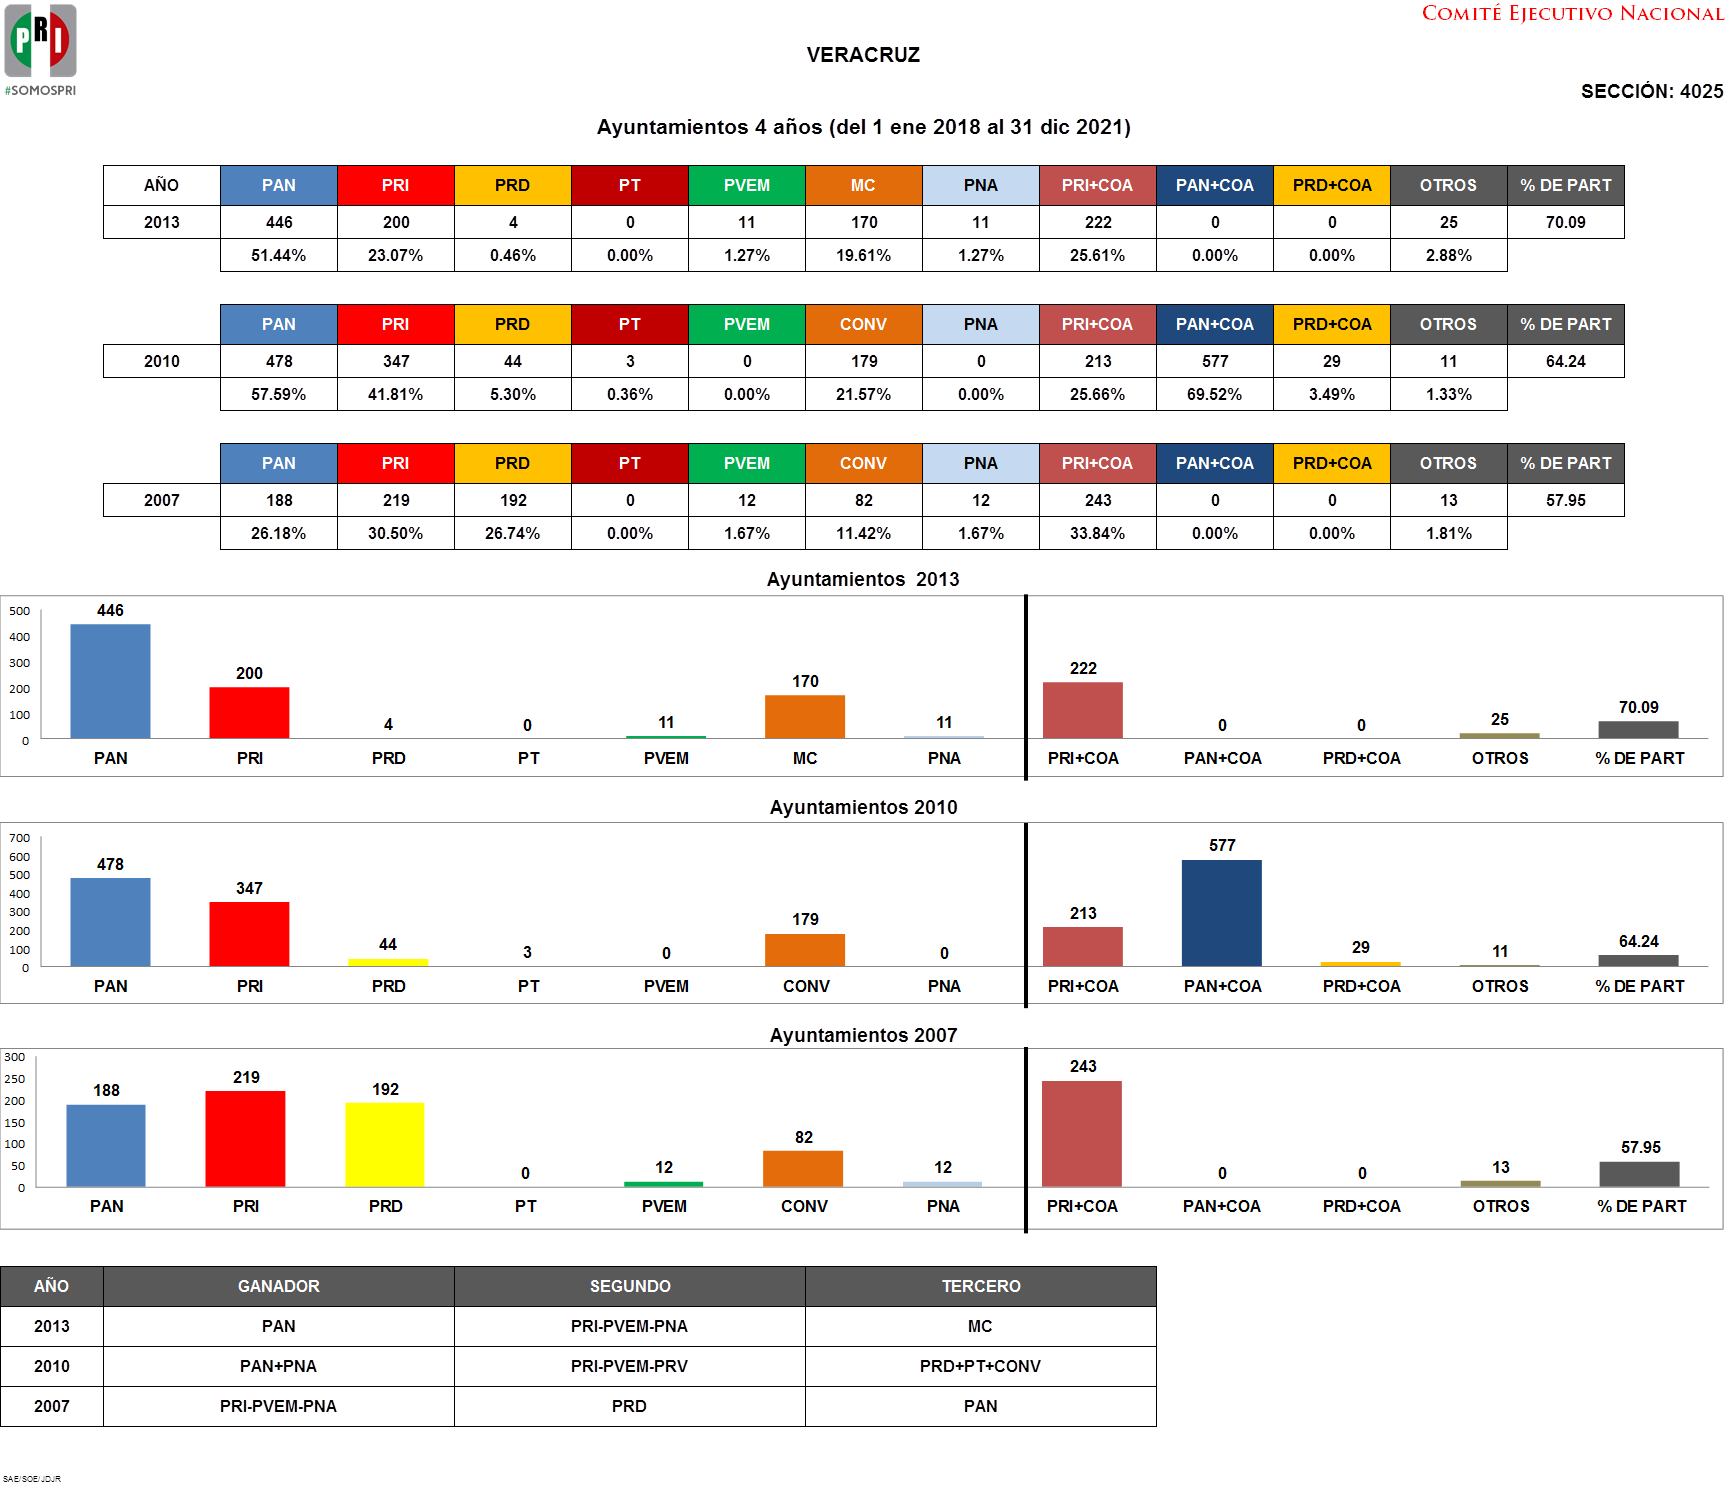 PRI
#SOMOSPRI
COMITÉ EJECUTIVO NACIONAL
VERACRUZ
SECCIÓN: 4025
Ayuntamientos 4 años (del 1 ene 2018 al 31 dic 2021)
AÑO PAN PRI PRD PT PVEM MC PNA PRI+COA PAN+COA PRD+COA OTROS % DE PART
2013 446 200 4 0 11 170 11 222 0 0 25 70.09
51.44% 23.07% 0.46% 0.00% 1.27% 19.61% 1.27% 25.61% 0.00% 0.00% 2.88%
PAN PRI PRD PT PVEM CONV PNA PRI+COA PAN+COA PRD+COA OTROS % DE PART
2010 478 347 44 3 0 179 0 213 577 29 11 64.24
57.59% 41.81% 5.30% 0.36% 0.00% 21.57% 0.00% 25.66% 69.52% 3.49% 1.33%
PAN PRI PRD PT PVEM CONV PNA PRI+COA PAN+COA PRD+COA OTROS % DE PART
2007 188 219 192 0 12 82 12 243 0 0 13 57.95
26.18% 30.50% 26.74% 0.00% 1.67% 11.42% 1.67% 33.84% 0.00% 0.00% 1.81%
Ayuntamientos 2013
500
400
300
200
100
0
446 200 4 0 11 170 11 222 0 0 25 70.09
PAN PRI PRD PT PVEM MC PNA PRI+COA PAN+COA PRD+COA OTROS % DE PART
Ayuntamientos 2010
700
600
500
400
300
200
100
0
478 347 44 3 0 179 0 213 577 29 11 64.24
PAN PRI PRD PT PVEM CONV PNA PRI+COA PAN+COA PRD+COA OTROS % DE PART
Ayuntamientos 2007
300
250
200
150
100
50
0
188 219 192 0 12 82 12 243 0 0 13 57.95
PAN PRI PRD PT PVEM CONV PNA PRI+COA PAN+COA PRD+COA OTROS % DE PART
AÑO GANADOR SEGUNDO TERCERO
2013 PAN PRI-PVEM-PNA MC
2010 PAN+PNA PRI-PVEM-PRV PRD+PT+CONV
2007 PRI-PVEM-PNA PRD PAN
SAE/SOE/JDJR